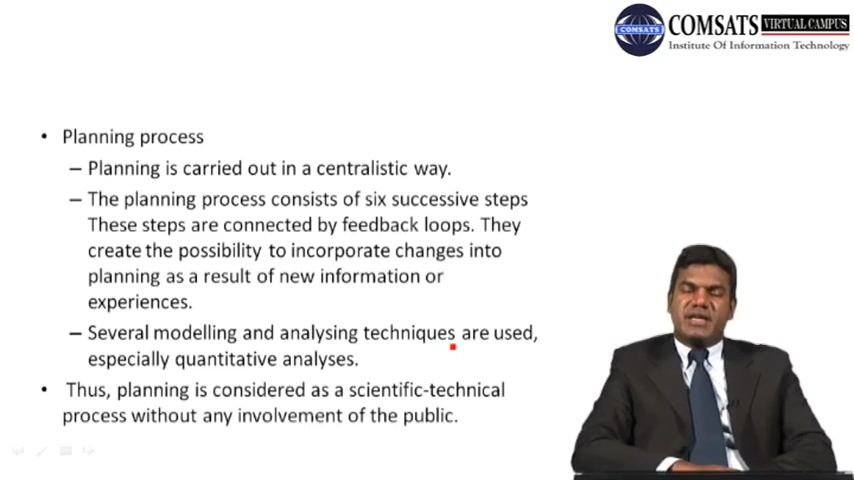 COMSATS
COMSATS VIRTUAL CAMPUS
Institute Of Information Technology
• Planning process
– Planning is carried out in a centralistic way.
– The planning process consists of six successive steps
These steps are connected by feedback loops. They
create the possibility to incorporate changes into
planning as a result of new information or
experiences.
– Several modelling and analysing techniques are used,
especially quantitative analyses.
• Thus, planning is considered as a scientific-technical
process without any involvement of the public.